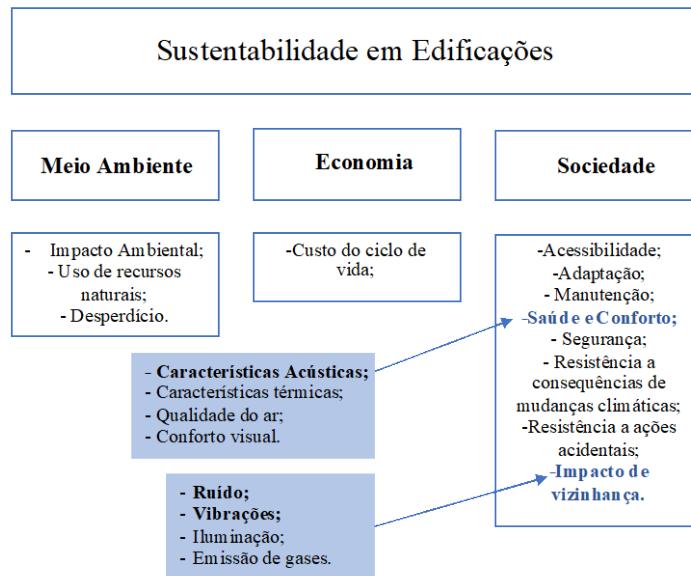 Sustentabilidade em Edificações
Meio Ambiente
Economia
Sociedade
- Impacto Ambiental;
- Uso de recursos
naturais;
- Desperdício.
-Custo do ciclo de
vida;
-Acessibilidade;
-Adaptação;
- Manutenção;
-Saúde e Conforto;
- Segurança;
- Resistência a
consequências de
mudanças climáticas;
-Resistência a ações
acidentais;
-Impacto de
vizinhança.
- Características Acústicas;
- Características térmicas;
- Qualidade do ar;
- Conforto visual.
- Ruído;
- Vibrações;
- Iluminação;
- Emissão de gases.